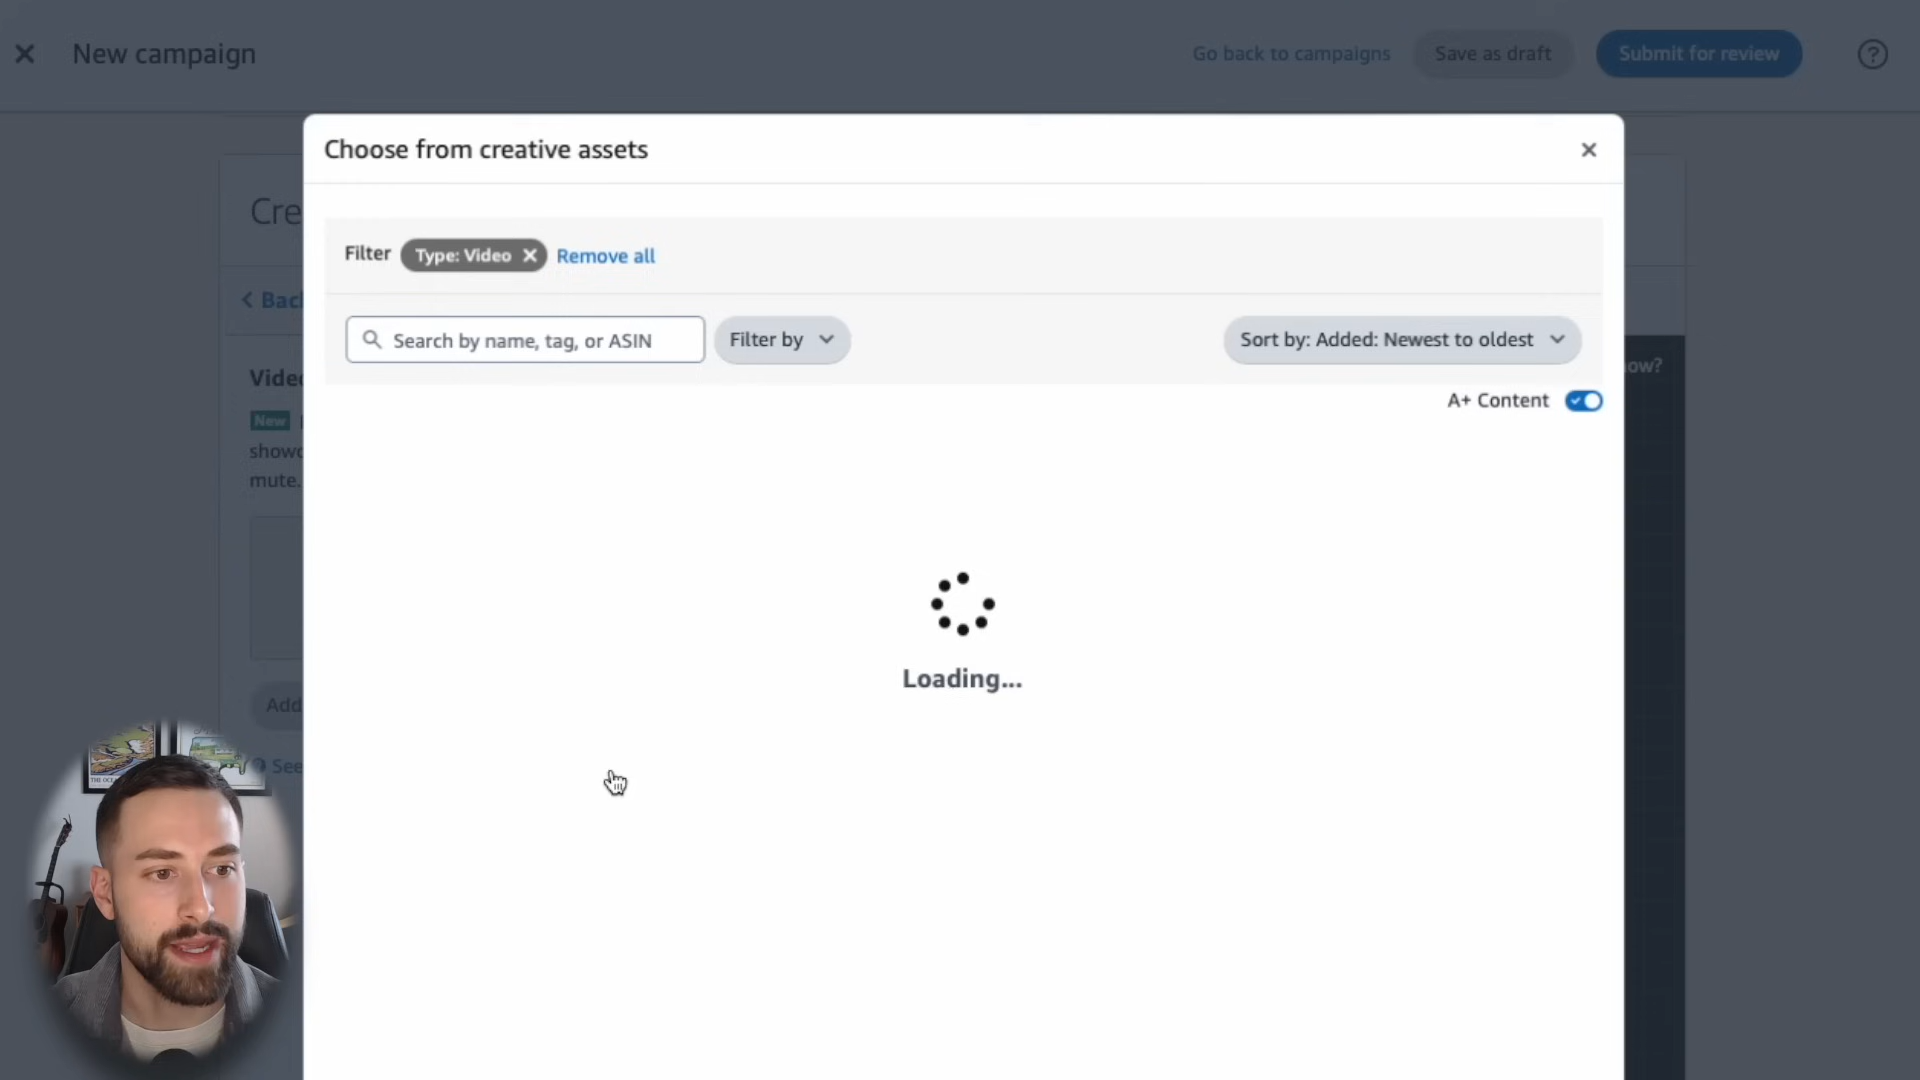 New campaign
Go back to campaigns
Save as draft
Submit for review
Choose from creative assets
Cre
Filter
Type: Video
Remove all
Bac
Search by name, tag, or ASIN
Filter by
Sort by: Added: Newest to oldest
ow?
Video
A+ Content
New
showc
mute.
Loading...
Add
See